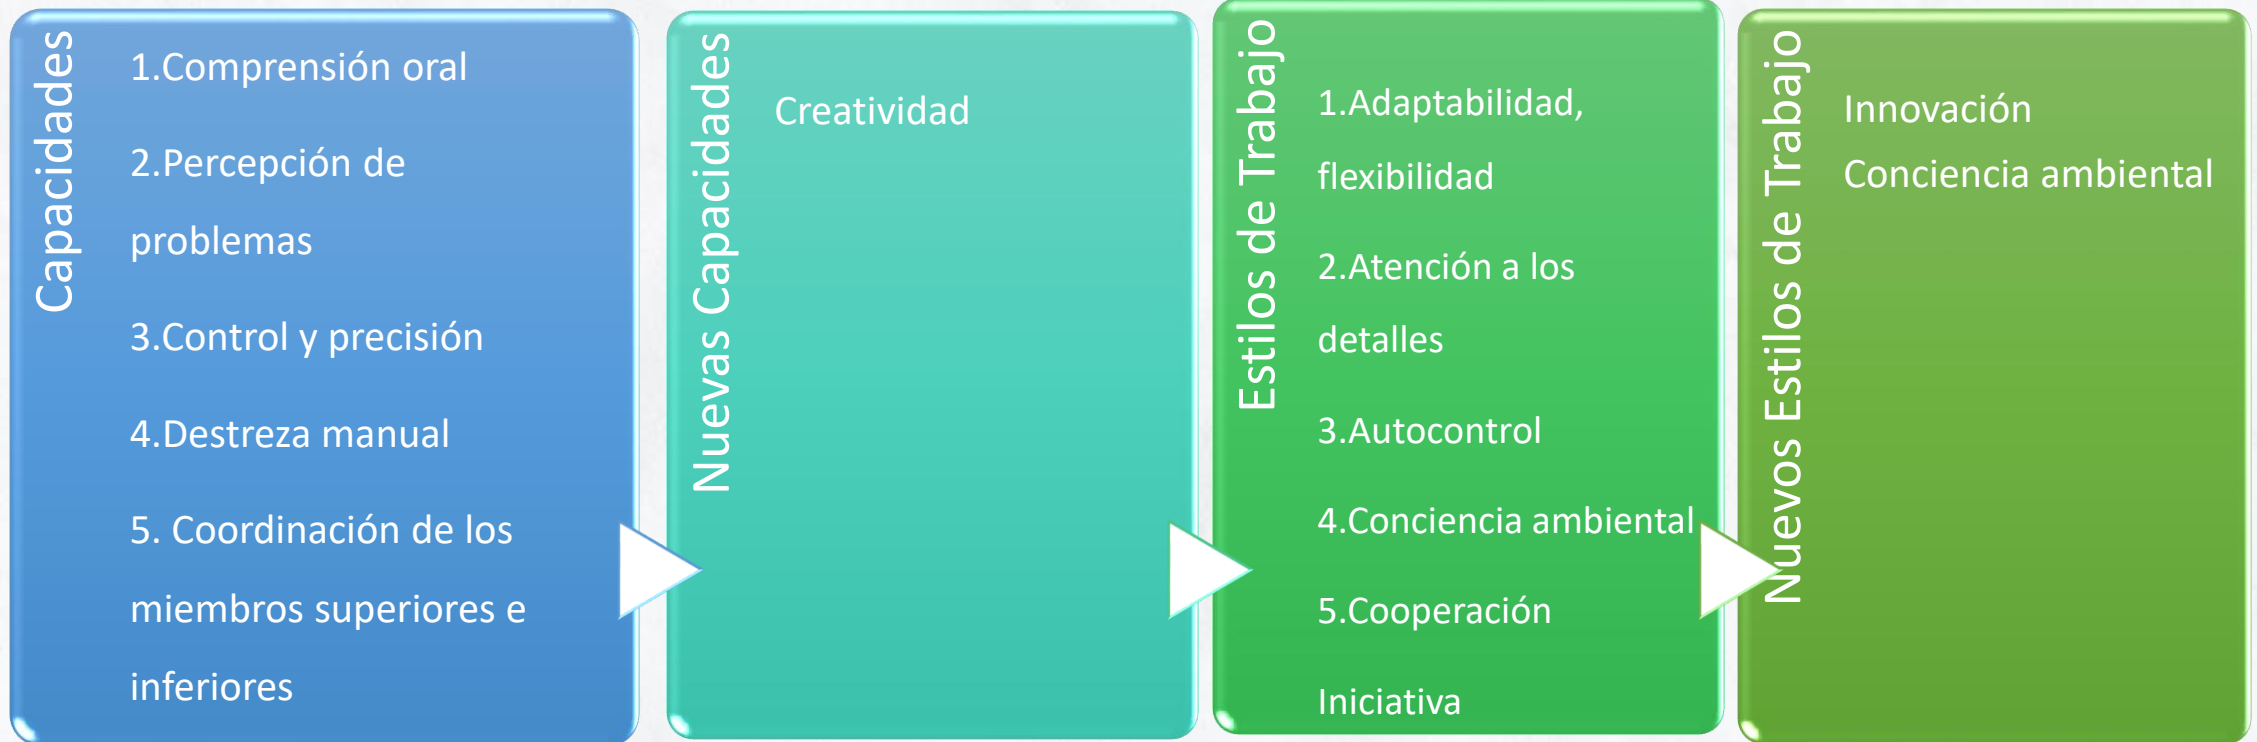 Capacidades
1.Comprensión oral
2.Percepción de
problemas
3.Control y precisión
4.Destreza manual
5. Coordinación de los
miembros superiores e
inferiores
Nuevas Capacidades
Creatividad
Estilos de Trabajo
1.Adaptabilidad,
flexibilidad
2.Atención a los
detalles
3.Autocontrol
4.Conciencia ambiental
5.Cooperación
Iniciativa
Nuevos Estilos de Trabajo
Innovación
Conciencia ambiental